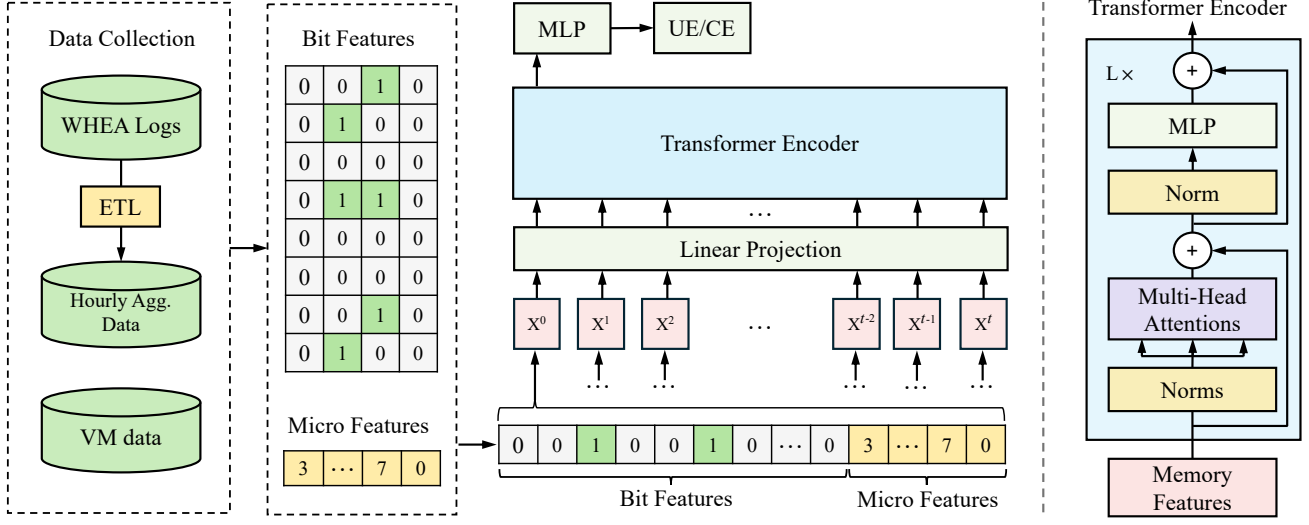 Data Collection
WHEA Logs
ETL
Hourly Agg.
Data
VM data
Bit Features
0 0 1 0
0 1 0 0
0 0 0 0
0 1 1 0
0 0 0 0
0 0 0 0
0 0 1 0
0 1 0 0
Micro Features
3 ... 7 0
MLP
UE/CE
Transformer Encoder
...
Linear Projection
X⁰ X¹ X² ... Xᵗ⁻² Xᵗ⁻¹ Xᵗ
... ... ... ... ...
0 0 1 0 0 1 0 ... 0 3 ... 7 0
Bit Features
Micro Features
Transformer Encoder
L ×
+
MLP
Norm
+
Multi-Head
Attentions
Norms
Memory
Features